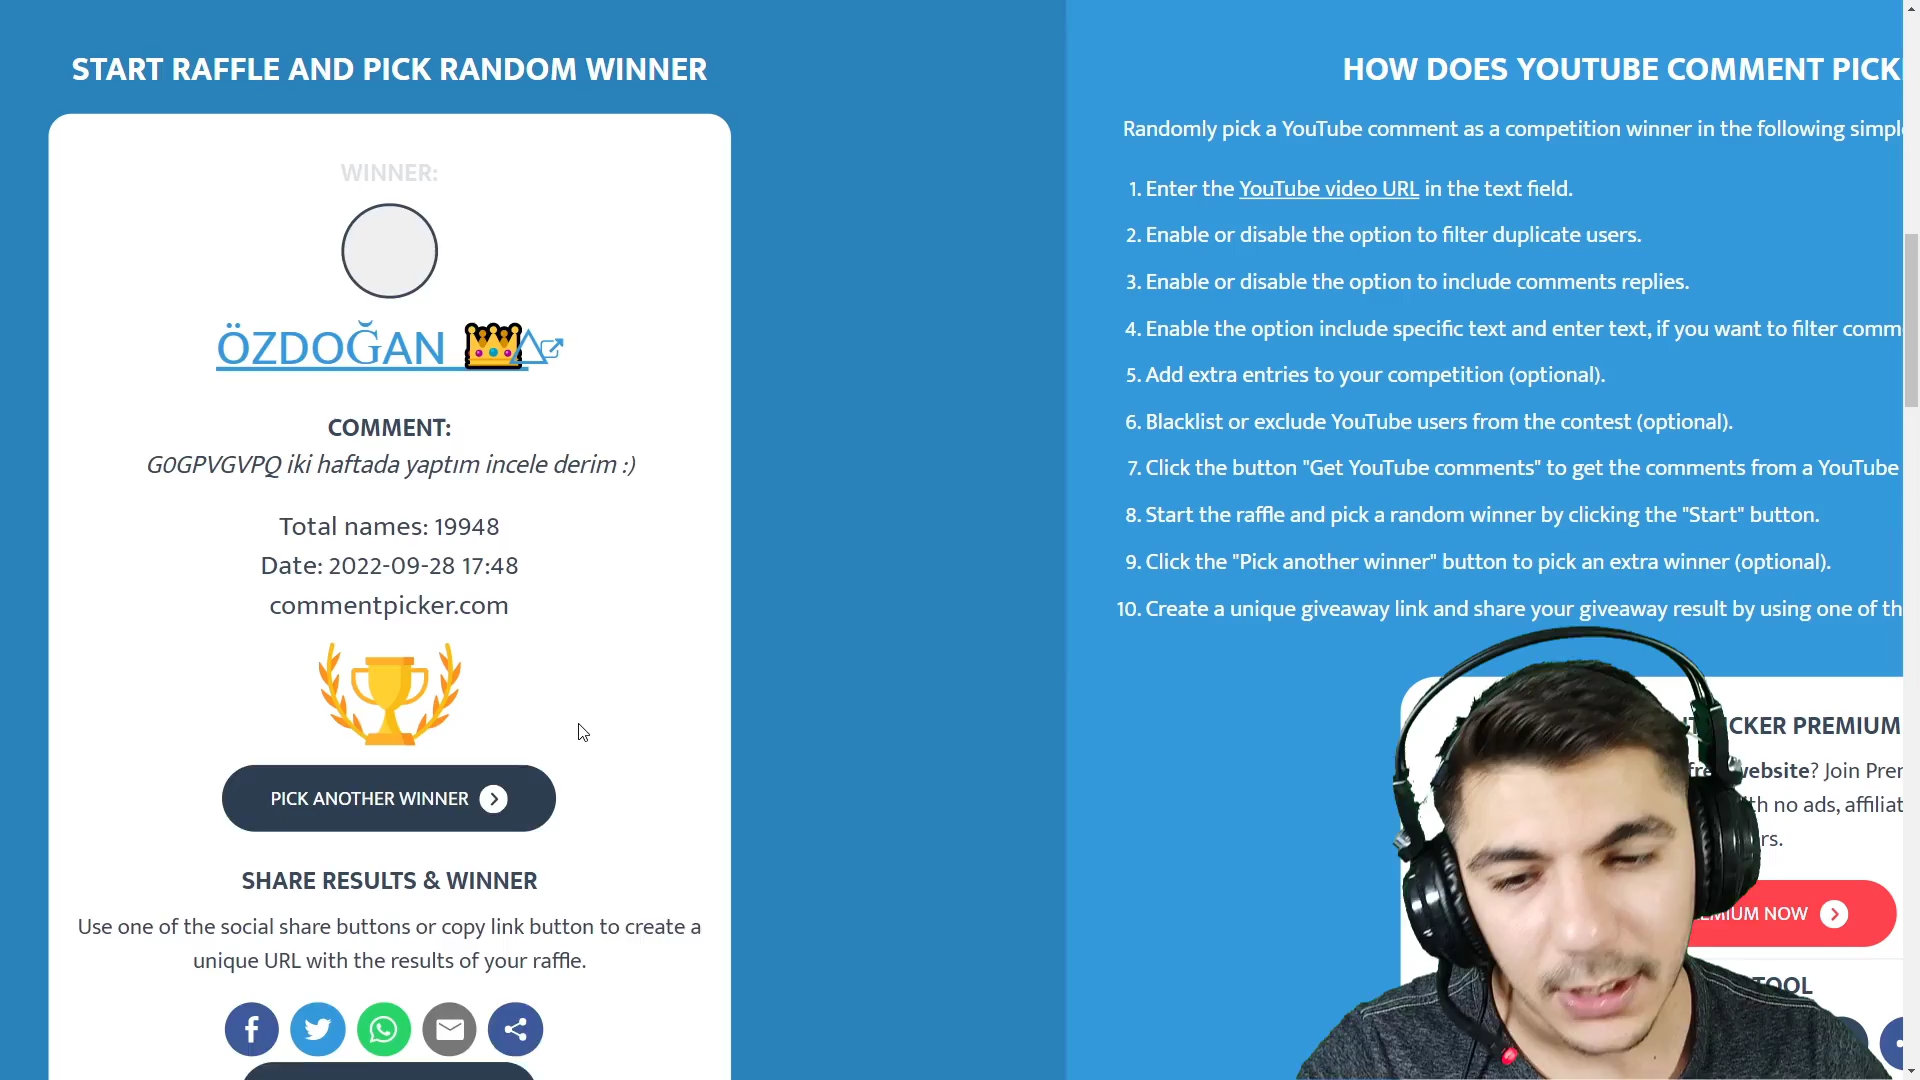 START RAFFLE AND PICK RANDOM WINNER
WINNER:
ÖZDOĞAN 👑△
COMMENT:
G0GPVGVPQ iki haftada yaptım incele derim :)
Total names: 19948
Date: 2022-09-28 17:48
commentpicker.com
PICK ANOTHER WINNER
SHARE RESULTS & WINNER
Use one of the social share buttons or copy link button to create a
unique URL with the results of your raffle.
HOW DOES YOUTUBE COMMENT PICK
Randomly pick a YouTube comment as a competition winner in the following simpl
1. Enter the YouTube video URL in the text field.
2. Enable or disable the option to filter duplicate users.
3. Enable or disable the option to include comments replies.
4. Enable the option include specific text and enter text, if you want to filter comm
5. Add extra entries to your competition (optional).
6. Blacklist or exclude YouTube users from the contest (optional).
7. Click the button "Get YouTube comments" to get the comments from a YouTube
8. Start the raffle and pick a random winner by clicking the "Start" button.
9. Click the "Pick another winner" button to pick an extra winner (optional).
10. Create a unique giveaway link and share your giveaway result by using one of th
CKER PREMIUM
website? Join Prer
th no ads, affiliat
rs.
MIUM NOW
TOOL